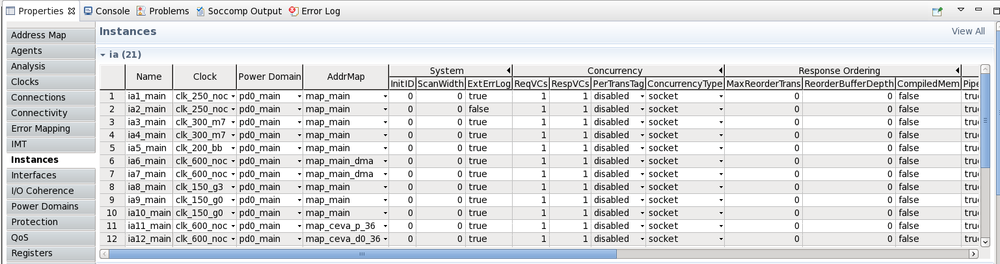 Properties Console Problems Soccomp Output Error Log
Address Map
Agents
Analysis
Clocks
Connections
Connectivity
Error Mapping
IMT
Instances
Interfaces
I/O Coherence
Power Domains
Protection
QoS
Registers
Instances View All
ia (21)
Name Clock Power Domain AddrMap System Concurrency Response Ordering
InitID ScanWidth ExtErrLog ReqVCs RespVCs PerTransTag ConcurrencyType MaxReorderTrans ReorderBufferDepth CompiledMem Pipe
1 ia1_main clk_250_noc pd0_main map_main 0 0 true 1 1 disabled socket 0 0 false true
2 ia2_main clk_250_noc pd0_main map_main 0 0 false 1 1 disabled socket 0 0 false true
3 ia3_main clk_300_m7 pd0_main map_main 0 0 true 1 1 disabled socket 0 0 false true
4 ia4_main clk_300_m7 pd0_main map_main 0 0 true 1 1 disabled socket 0 0 false true
5 ia5_main clk_200_bb pd0_main map_main 0 0 true 1 1 disabled socket 0 0 false true
6 ia6_main clk_600_noc pd0_main map_main_dma 0 0 true 1 1 disabled socket 0 0 false true
7 ia7_main clk_600_noc pd0_main map_main_dma 0 0 true 1 1 disabled socket 0 0 false true
8 ia8_main clk_150_g3 pd0_main map_main 0 0 true 1 1 disabled socket 0 0 false true
9 ia9_main clk_150_g0 pd0_main map_main 0 0 true 1 1 disabled socket 0 0 false true
10 ia10_main clk_150_g0 pd0_main map_main 0 0 true 1 1 disabled socket 0 0 false true
11 ia11_main clk_600_noc pd0_main map_ceva_p_36 0 0 true 1 1 disabled socket 0 0 false true
12 ia12_main clk_600_noc pd0_main map_ceva_d0_36 0 0 true 1 1 disabled socket 0 0 false true